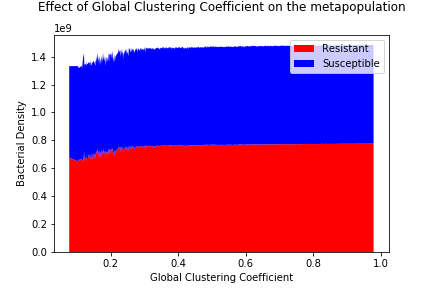 Effect of Global Clustering Coefficient on the metapopulation
1e9
Resistant
Susceptible
1.4
1.2
1.0
0.8
0.6
0.4
0.2
0.0
Bacterial Density
0.2 0.4 0.6 0.8 1.0
Global Clustering Coefficient